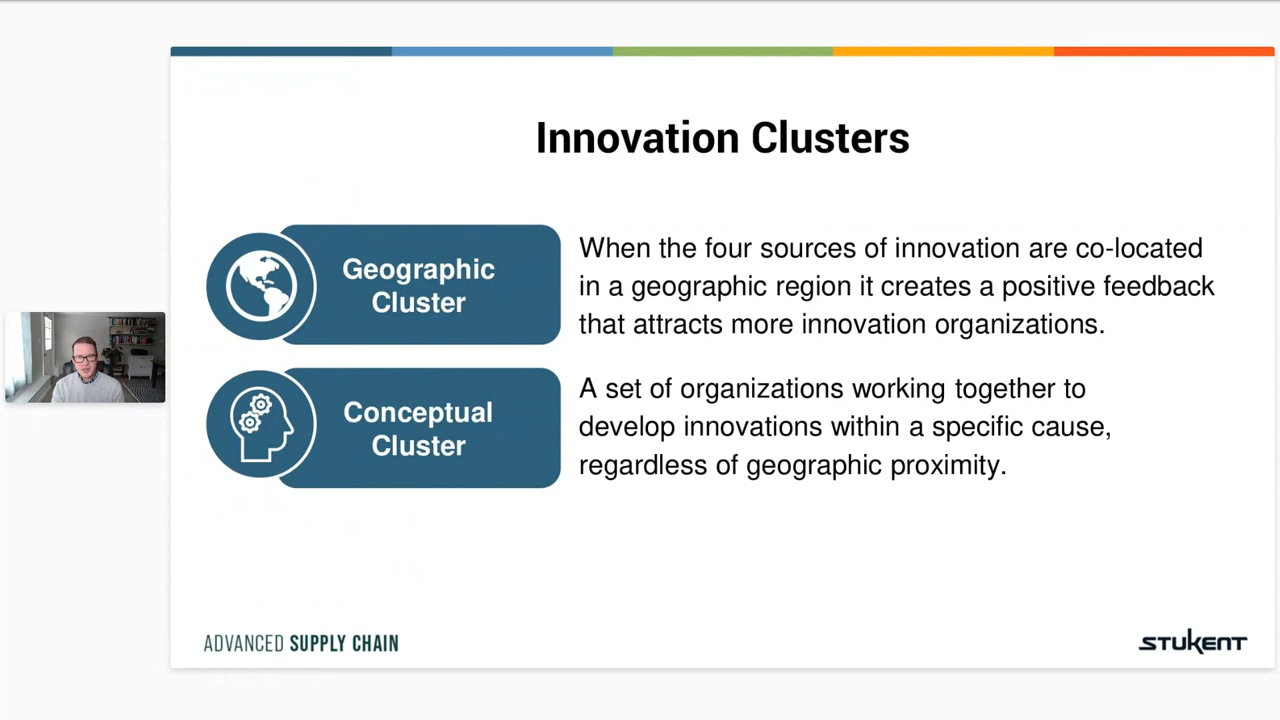 Innovation Clusters
Geographic
Cluster
When the four sources of innovation are co-located
in a geographic region it creates a positive feedback
that attracts more innovation organizations.
Conceptual
Cluster
A set of organizations working together to
develop innovations within a specific cause,
regardless of geographic proximity.
ADVANCED SUPPLY CHAIN
STUKENT